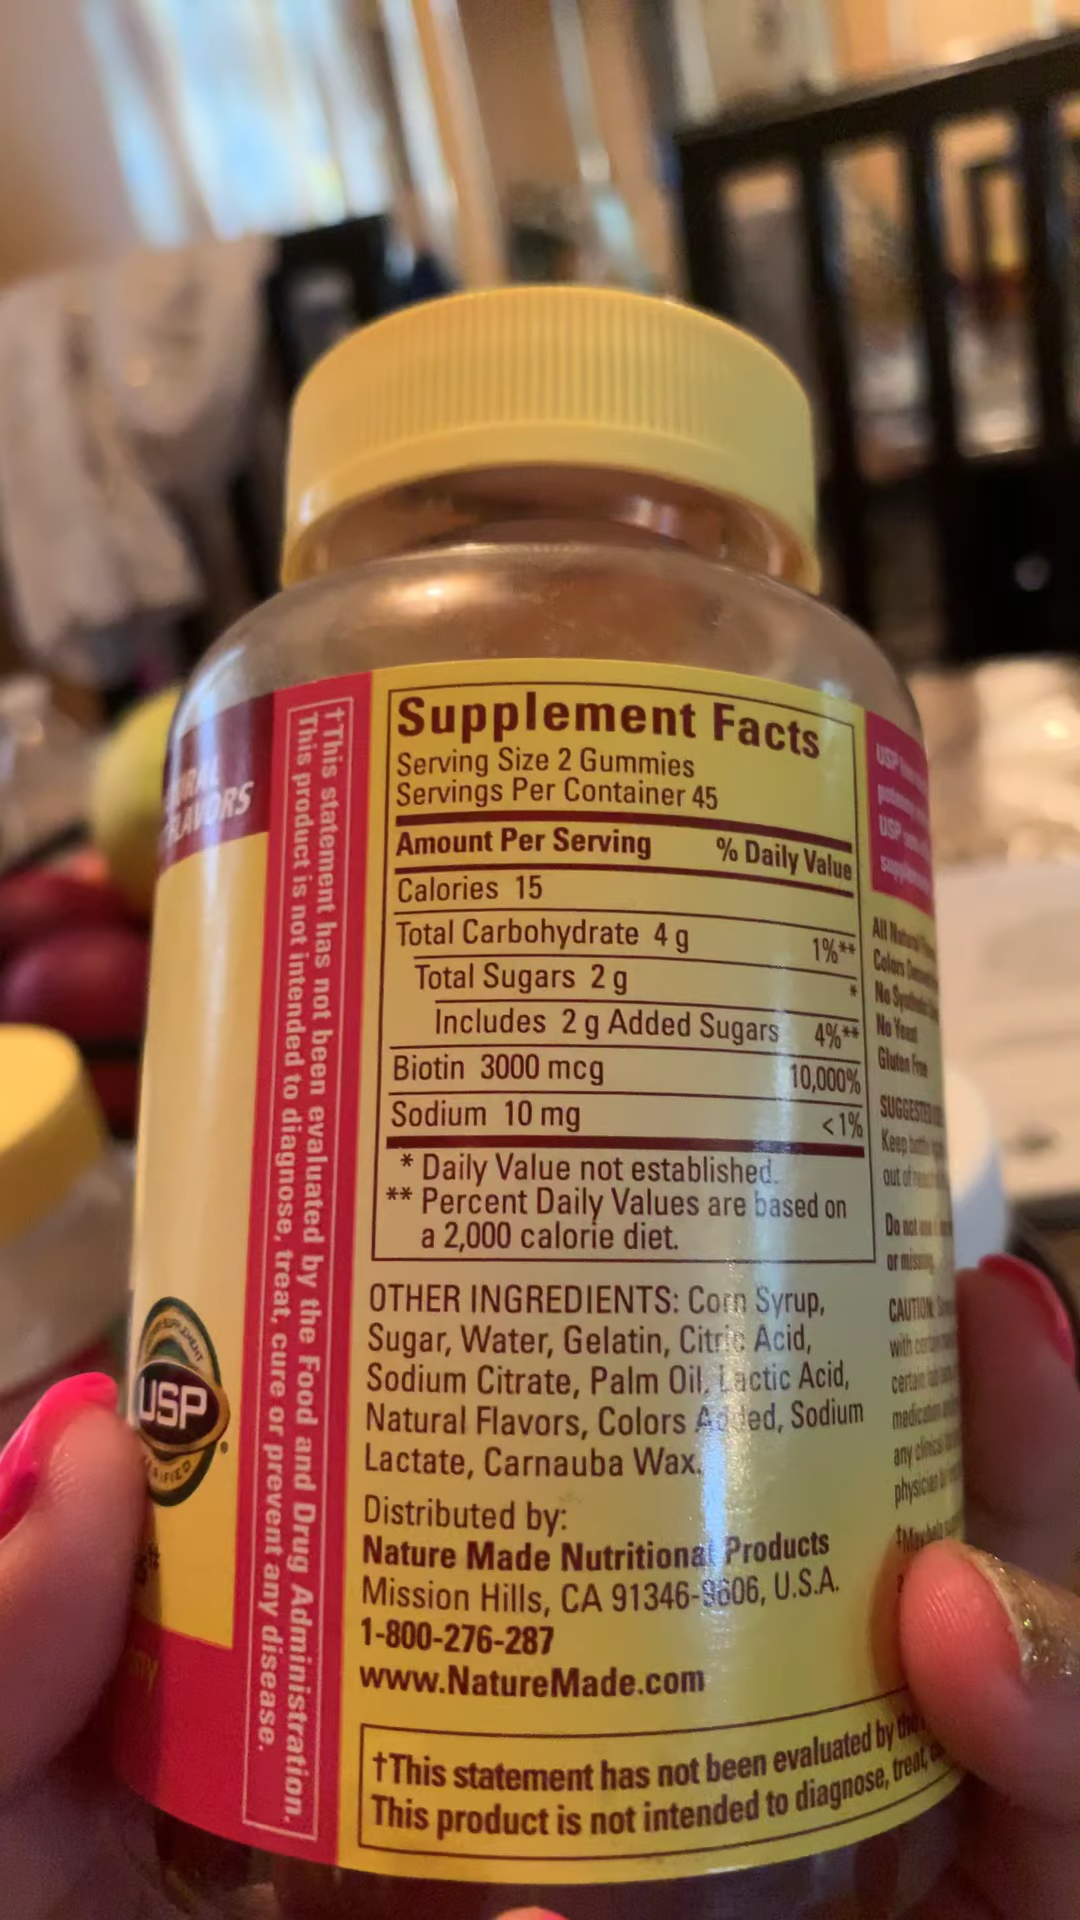 Supplement Facts
Serving Size 2 Gummies
Servings Per Container 45
Amount Per Serving % Daily Value
Calories 15
Total Carbohydrate 4 g 1%**
Total Sugars 2 g *
Includes 2 g Added Sugars 4%**
Biotin 3000 mcg 10,000%
Sodium 10 mg <1%
* Daily Value not established.
** Percent Daily Values are based on
a 2,000 calorie diet.
OTHER INGREDIENTS: Corn Syrup,
Sugar, Water, Gelatin, Citric Acid,
Sodium Citrate, Palm Oil, Lactic Acid,
Natural Flavors, Colors Added, Sodium
Lactate, Carnauba Wax.
Distributed by:
Nature Made Nutritional Products
Mission Hills, CA 91346-9606, U.S.A.
1-800-276-287
www.NatureMade.com
†This statement has not been evaluated by the
This product is not intended to diagnose, treat,
†This statement has not been evaluated by the Food and Drug Administration.
This product is not intended to diagnose, treat, cure or prevent any disease.
FLAVORS
USP
USP
USP
All Natural
Colors
No
No Yeast
Gluten Free
SUGGESTED
Keep
out of
Do not use
or missing
CAUTION:
with
certain
medication
any clinical
physician